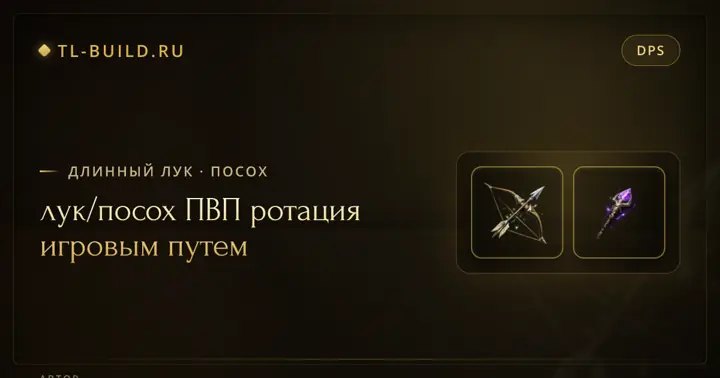 TL-BUILD.RU
DPS
ДЛИННЫЙ ЛУК · ПОСОХ
лук/посох ПВП ротация
игровым путем